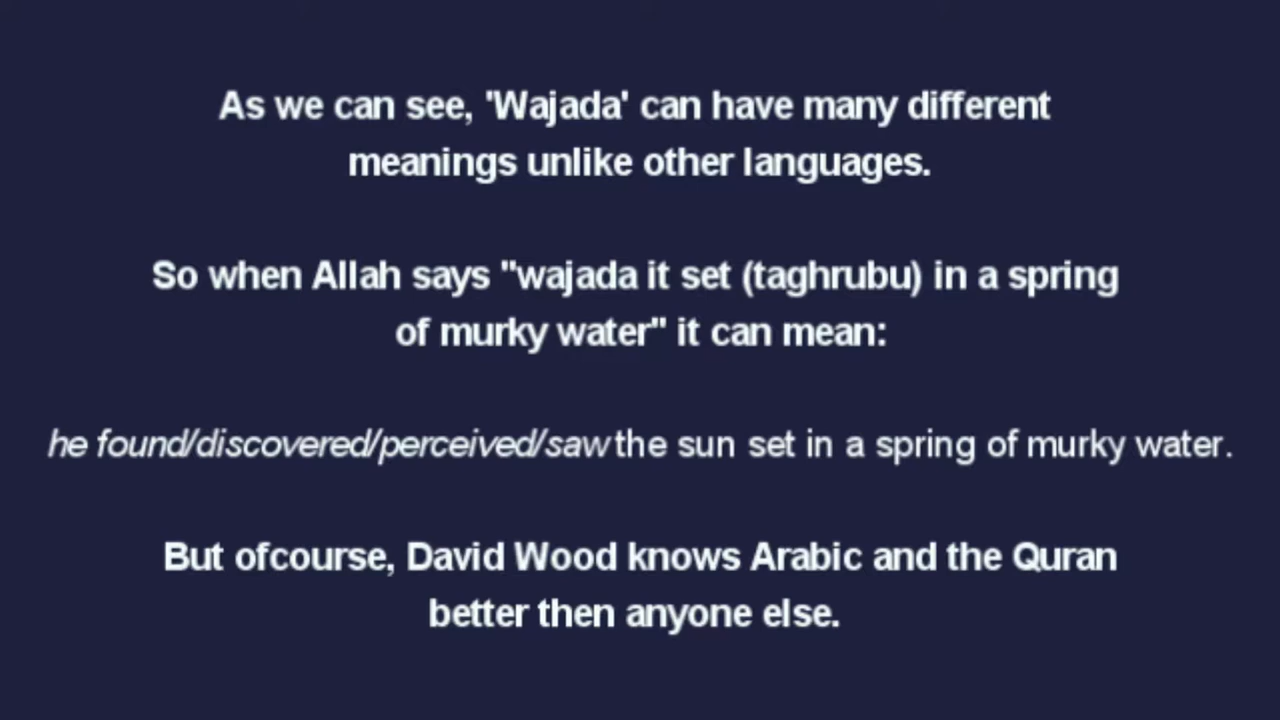 As we can see, 'Wajada' can have many different
meanings unlike other languages.
So when Allah says "wajada it set (taghrubu) in a spring
of murky water" it can mean:
he found/discovered/perceived/saw the sun set in a spring of murky water.
But ofcourse, David Wood knows Arabic and the Quran
better then anyone else.